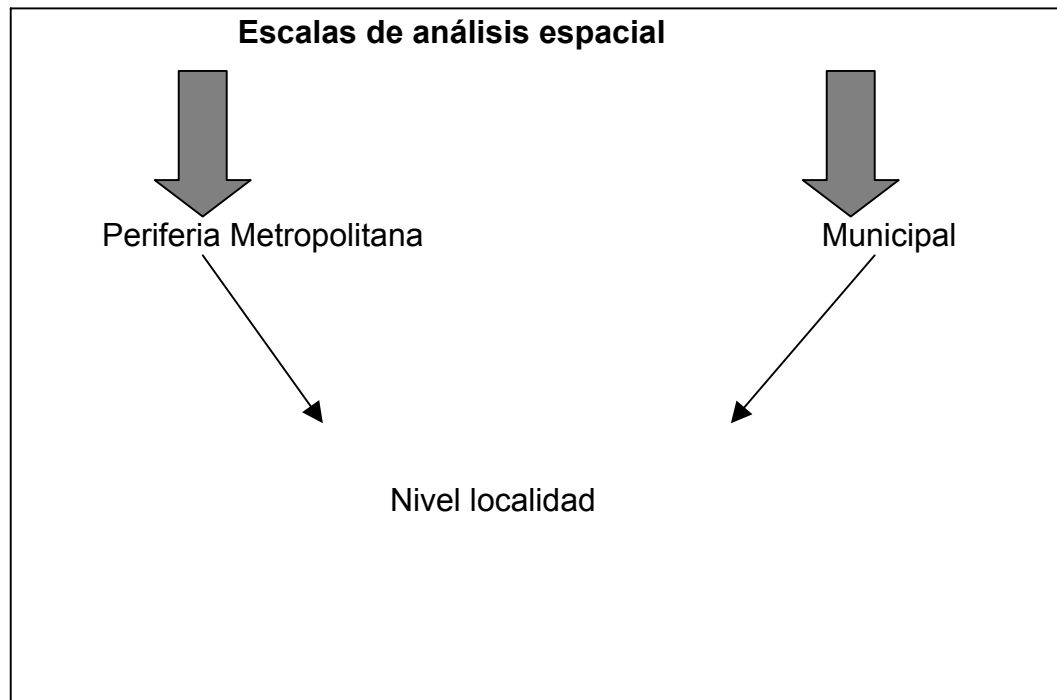 Escalas de análisis espacial
Periferia Metropolitana
Municipal
Nivel localidad